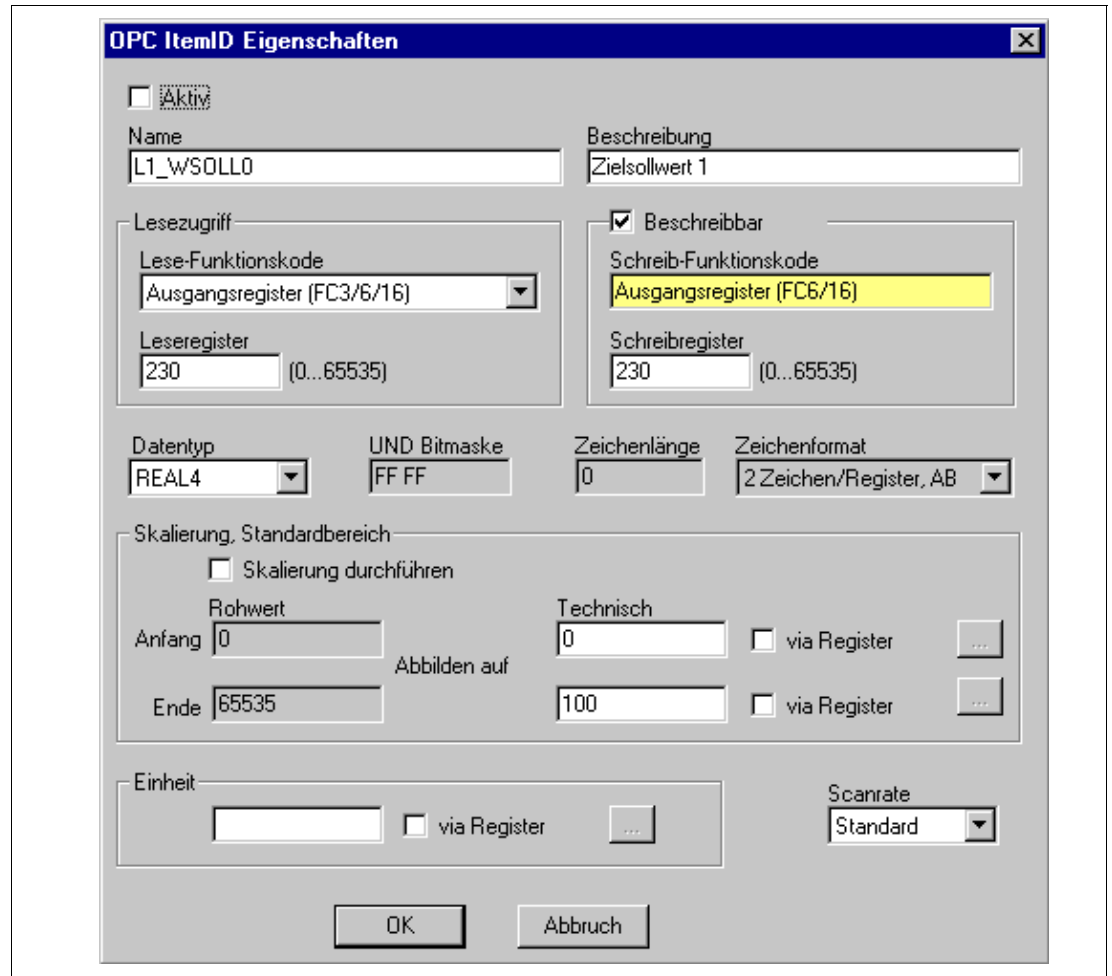 OPC ItemID Eigenschaften
Aktiv
Name
Beschreibung
L1_WSOLL0
Zielsollwert 1
Lesezugriff
Beschreibbar
Lese-Funktionskode
Schreib-Funktionskode
Ausgangsregister (FC3/6/16)
Ausgangsregister (FC6/16)
Leseregister
Schreibregister
230 (0...65535)
230 (0...65535)
Datentyp
UND Bitmaske
Zeichenlänge
Zeichenformat
REAL4
FF FF
0
2 Zeichen/Register, AB
Skalierung, Standardbereich
Skalierung durchführen
Rohwert
Technisch
Anfang 0
0
via Register
...
Abbilden auf
Ende 65535
100
via Register
...
Einheit
via Register
...
Scanrate
Standard
OK
Abbruch